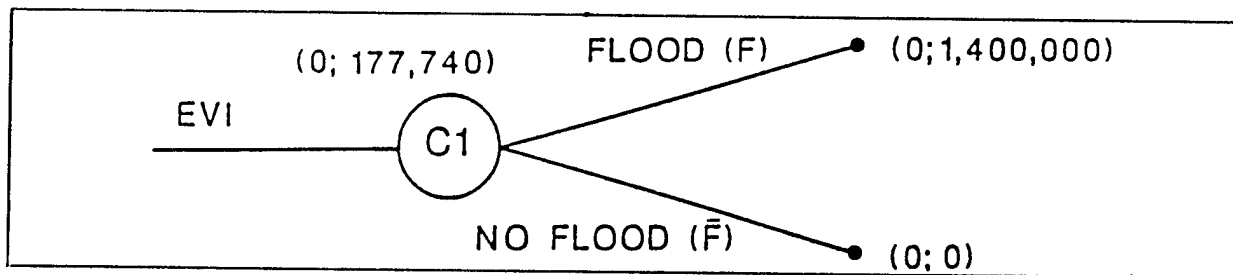 FLOOD (F)
(0; 1,400,000)
(0; 177,740)
EVI
C1
NO FLOOD (F̄)
(0; 0)